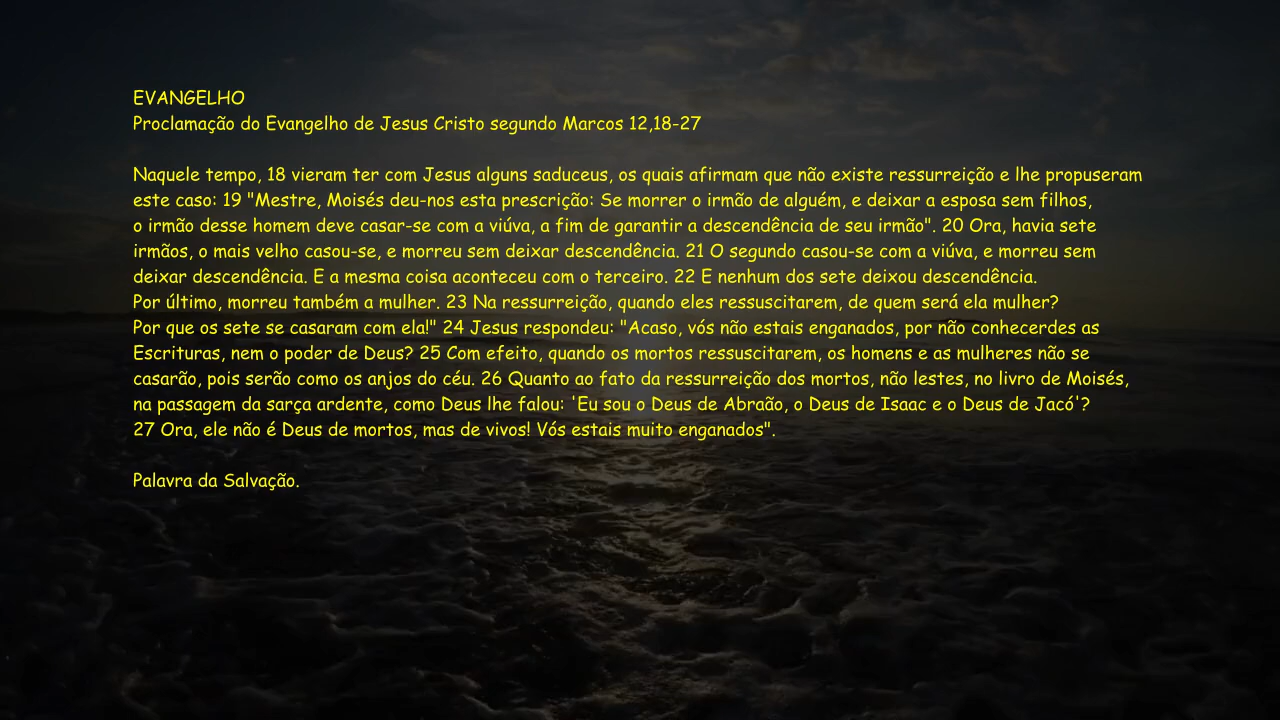 EVANGELHO
Proclamação do Evangelho de Jesus Cristo segundo Marcos 12,18-27
Naquele tempo, 18 vieram ter com Jesus alguns saduceus, os quais afirmam que não existe ressurreição e lhe propuseram
este caso: 19 "Mestre, Moisés deu-nos esta prescrição: Se morrer o irmão de alguém, e deixar a esposa sem filhos,
o irmão desse homem deve casar-se com a viúva, a fim de garantir a descendência de seu irmão". 20 Ora, havia sete
irmãos, o mais velho casou-se, e morreu sem deixar descendência. 21 O segundo casou-se com a viúva, e morreu sem
deixar descendência. E a mesma coisa aconteceu com o terceiro. 22 E nenhum dos sete deixou descendência.
Por último, morreu também a mulher. 23 Na ressurreição, quando eles ressuscitarem, de quem será ela mulher?
Por que os sete se casaram com ela!" 24 Jesus respondeu: "Acaso, vós não estais enganados, por não conhecerdes as
Escrituras, nem o poder de Deus? 25 Com efeito, quando os mortos ressuscitarem, os homens e as mulheres não se
casarão, pois serão como os anjos do céu. 26 Quanto ao fato da ressurreição dos mortos, não lestes, no livro de Moisés,
na passagem da sarça ardente, como Deus lhe falou: 'Eu sou o Deus de Abraão, o Deus de Isaac e o Deus de Jacó'?
27 Ora, ele não é Deus de mortos, mas de vivos! Vós estais muito enganados".
Palavra da Salvação.